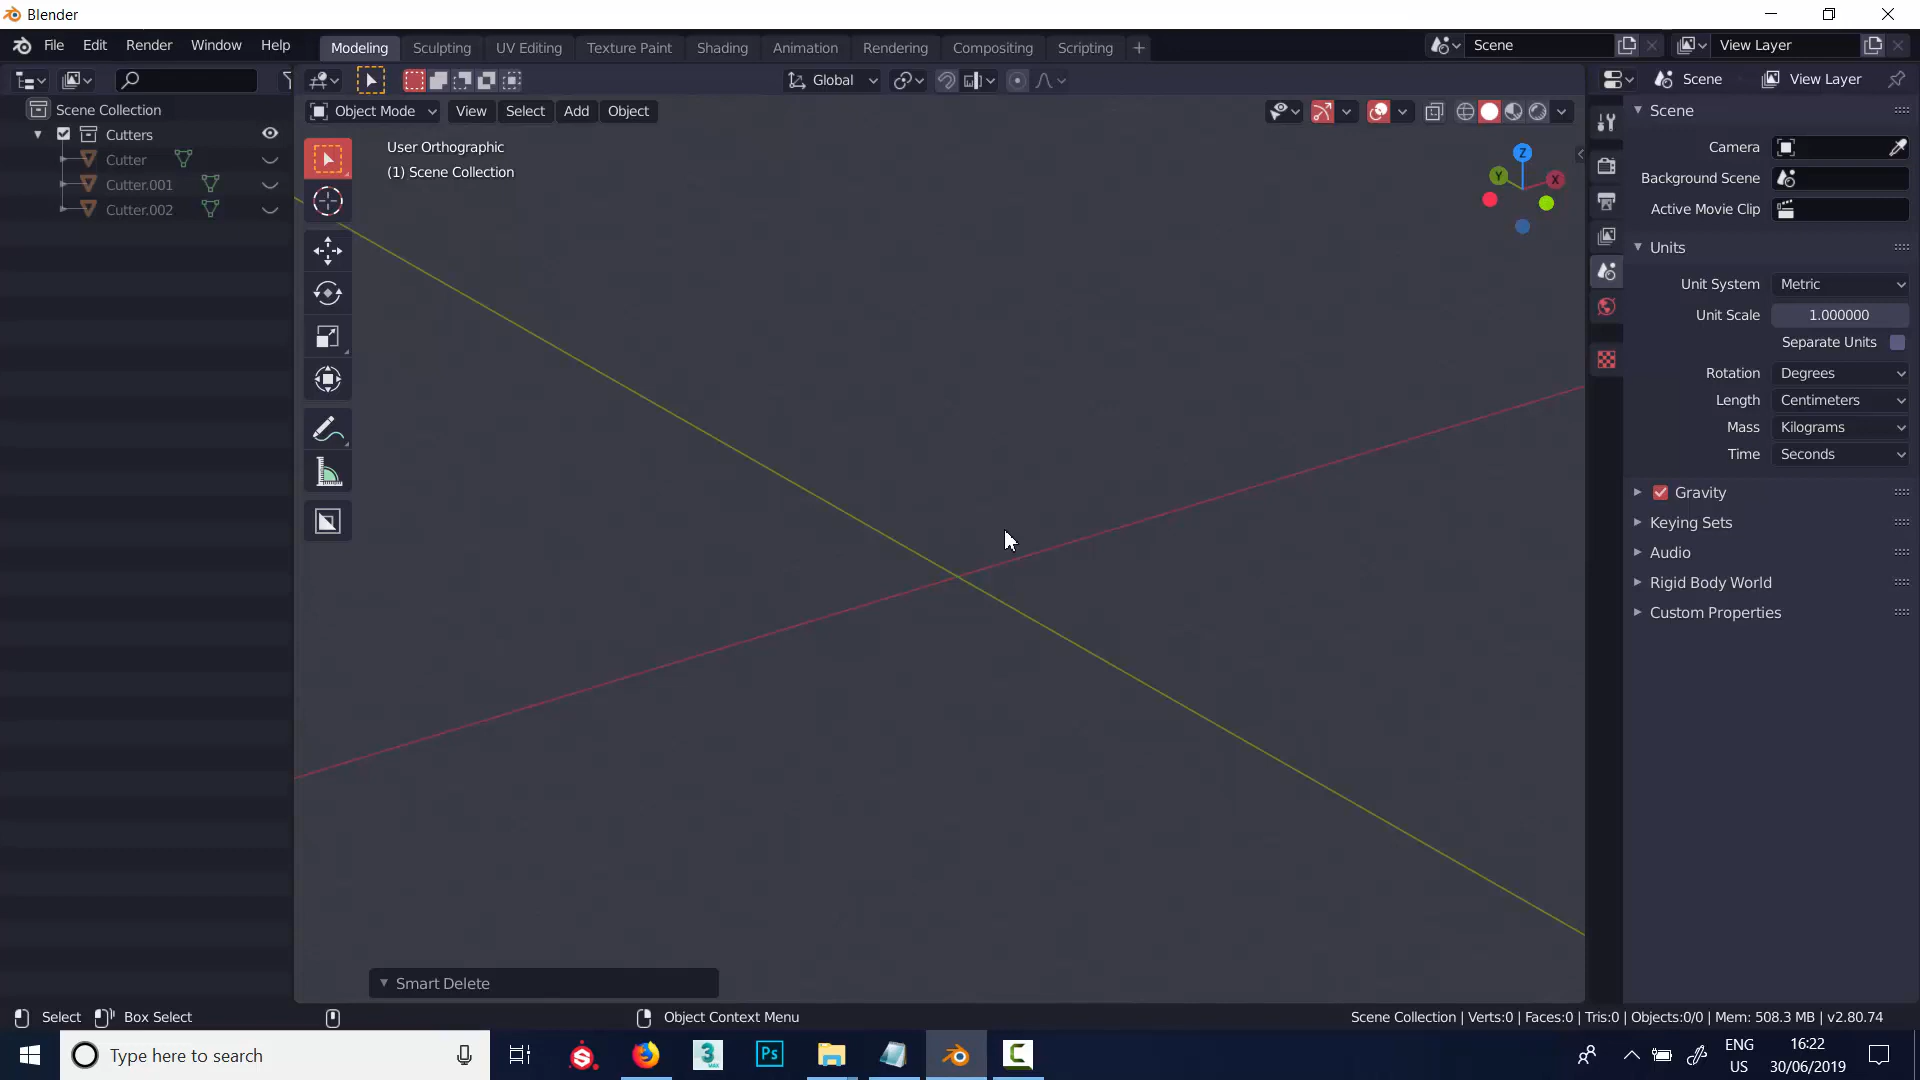 Blender
File Edit Render Window Help
Modeling Sculpting UV Editing Texture Paint Shading Animation Rendering Compositing Scripting +
Scene
View Layer
Global
Scene
View Layer
Scene Collection
Cutters
Cutter
Cutter.001
Cutter.002
Object Mode View Select Add Object
User Orthographic
(1) Scene Collection
Z
Y
X
Scene
Camera
Background Scene
Active Movie Clip
Units
Unit System Metric
Unit Scale 1.000000
Separate Units
Rotation Degrees
Length Centimeters
Mass Kilograms
Time Seconds
Gravity
Keying Sets
Audio
Rigid Body World
Custom Properties
Smart Delete
Select
Box Select
Object Context Menu
Scene Collection | Verts:0 | Faces:0 | Tris:0 | Objects:0/0 | Mem: 508.3 MB | v2.80.74
Type here to search
S
3
MAX
Ps
C
ENG
US
16:22
30/06/2019